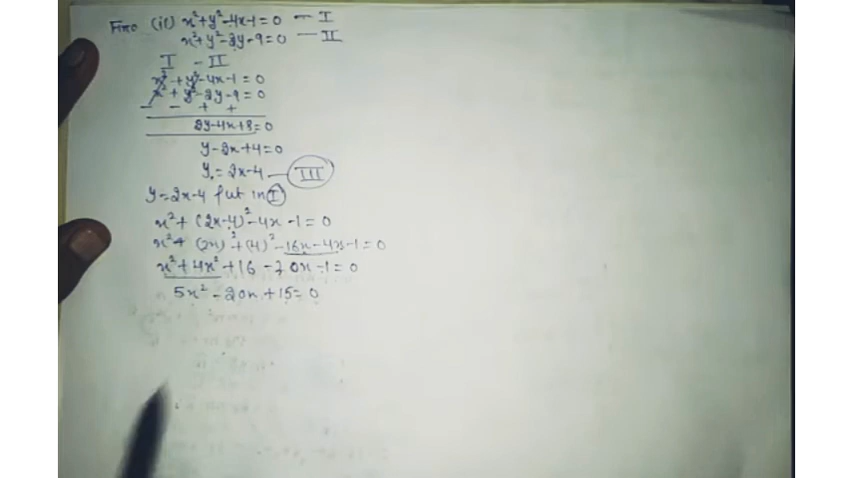 (ii) x²+y²-4x-1=0 — I
x²+y²-2y-9=0 — II
I - II
x²+y²-4x-1=0
x²+y²-2y-9=0
- - + +
2y-4x+8=0
y-2x+4=0
y=2x-4 — III
y=2x-4 put in I
x²+(2x-4)²-4x-1=0
x²+(2x)²+(4)²-16x-4x-1=0
x²+4x²+16-20x-1=0
5x²-20x+15=0